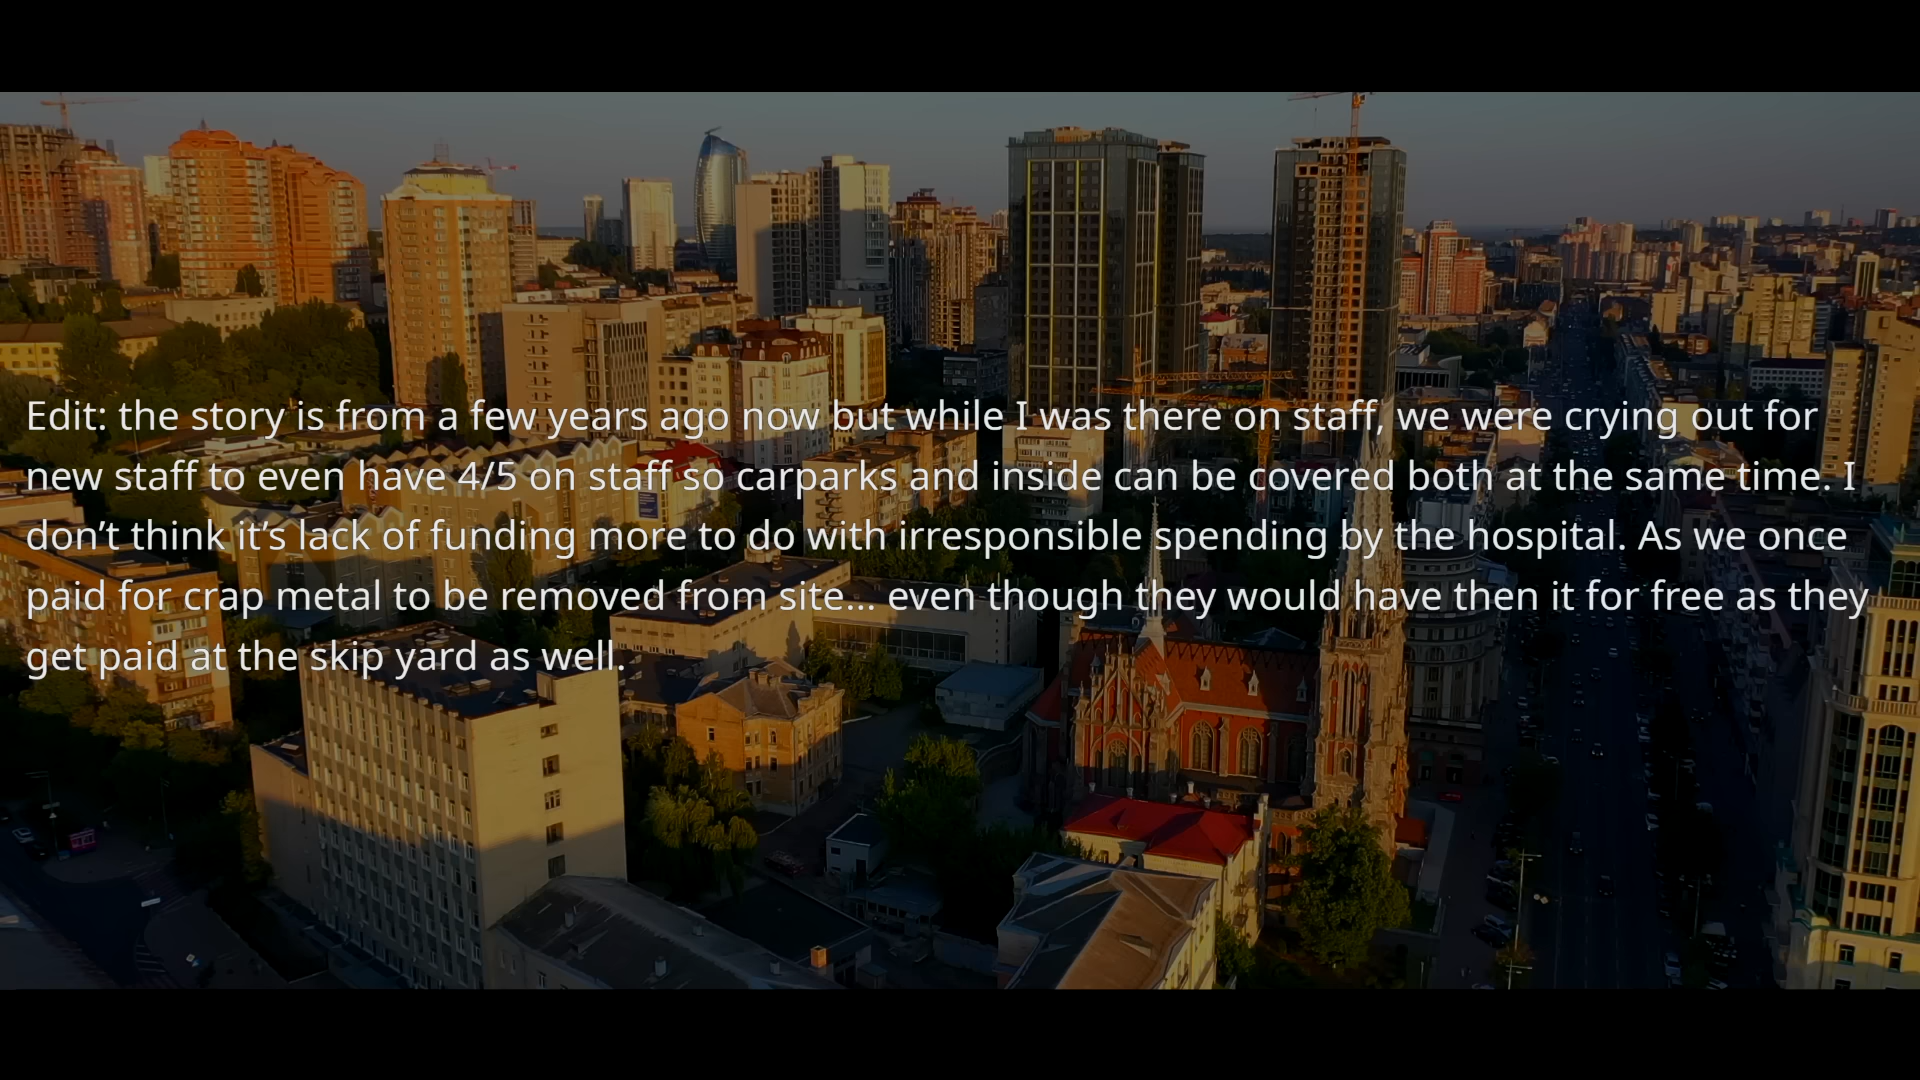 Edit: the story is from a few years ago now but while I was there on staff, we were crying out for
new staff to even have 4/5 on staff so carparks and inside can be covered both at the same time. I
don’t think it’s lack of funding more to do with irresponsible spending by the hospital. As we once
paid for crap metal to be removed from site... even though they would have then it for free as they
get paid at the skip yard as well.